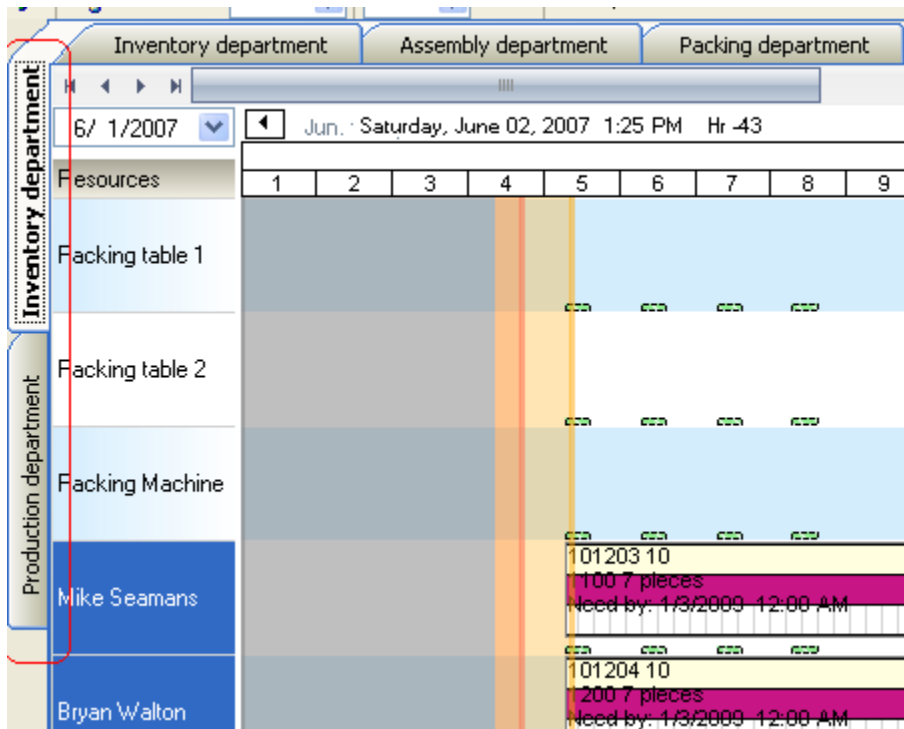 Inventory department
Assembly department
Packing department
Inventory department
Production department
6/ 1/2007
Jun.
Saturday, June 02, 2007 1:25 PM Hr -43
Resources
1 2 3 4 5 6 7 8 9
Packing table 1
Packing table 2
Packing Machine
Mike Seamans
101203 10
100 7 pieces
Need by: 1/3/2009 12:00 AM
Bryan Walton
101204 10
200 7 pieces
Need by: 1/3/2009 12:00 AM